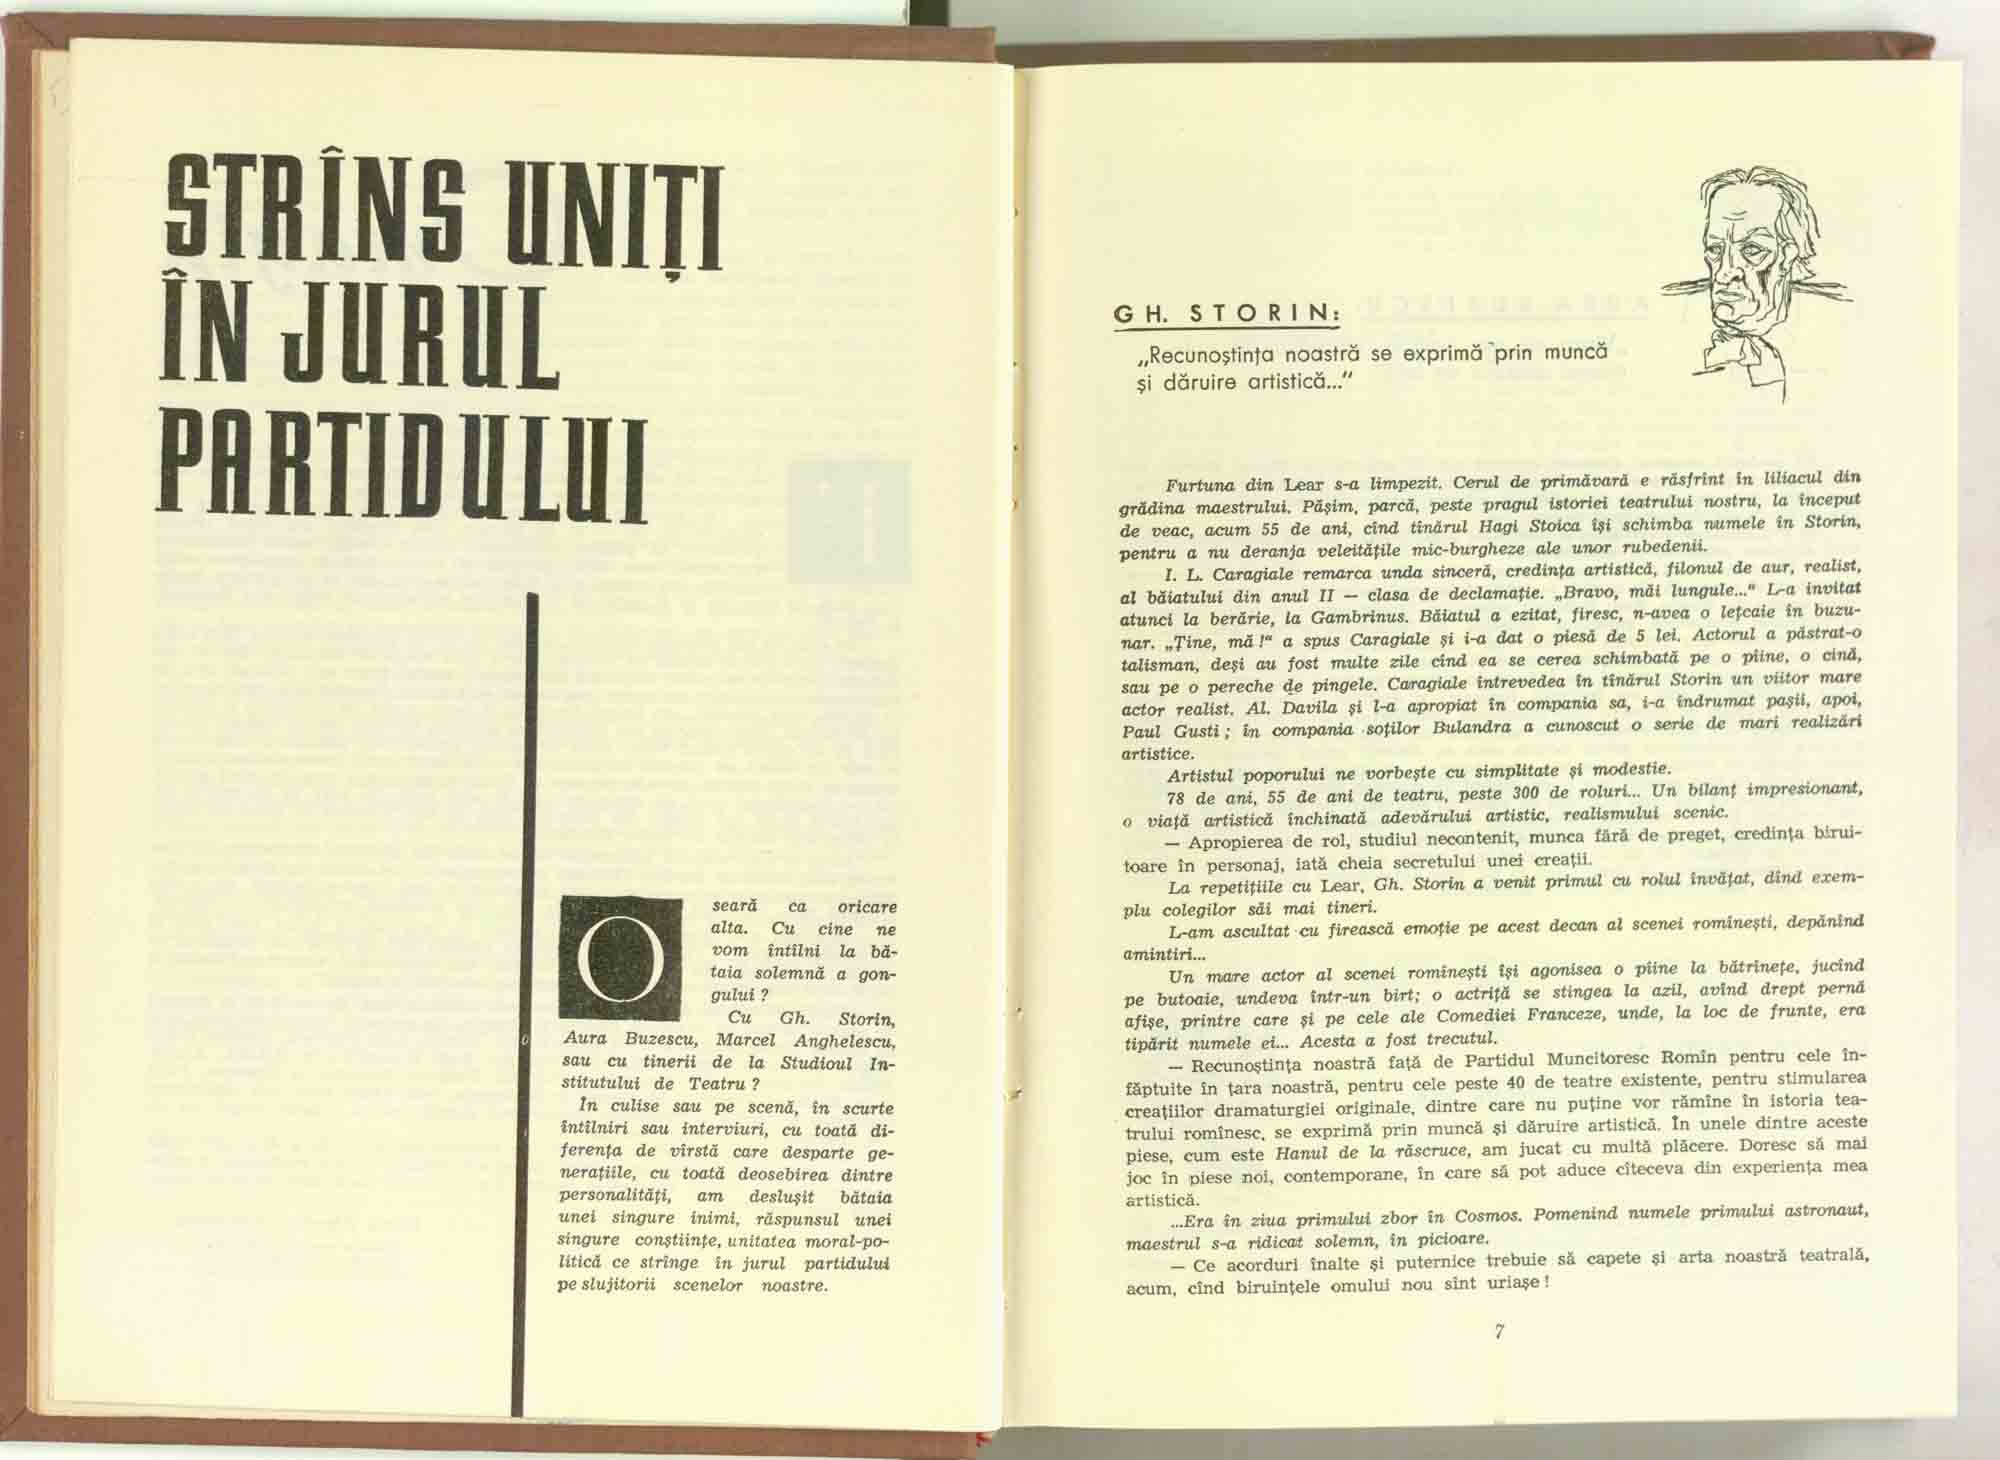 STRÎNS UNIȚI
ÎN JURUL
PARTIDULUI
O seară ca oricare
alta. Cu cine ne
vom întîlni la bă-
taia solemnă a gon-
gului ?
Cu Gh. Storin,
Aura Buzescu, Marcel Anghelescu,
sau cu tinerii de la Studioul In-
stitutului de Teatru ?
În culise sau pe scenă, în scurte
întîlniri sau interviuri, cu toată di-
ferența de vîrstă care desparte ge-
nerațiile, cu toată deosebirea dintre
personalități, am deslușit bătaia
unei singure inimi, răspunsul unei
singure conștiințe, unitatea moral-po-
litică ce strînge în jurul partidului
pe slujitorii scenelor noastre.
GH. STORIN:
„Recunoștința noastră se exprimă prin muncă
și dăruire artistică..."
Furtuna din Lear s-a limpezit. Cerul de primăvară e răsfrînt în liliacul din
grădina maestrului. Pășim, parcă, peste pragul istoriei teatrului nostru, la început
de veac, acum 55 de ani, cînd tînărul Hagi Stoica își schimba numele în Storin,
pentru a nu deranja veleitățile mic-burgheze ale unor rubedenii.
I. L. Caragiale remarca unda sinceră, credința artistică, filonul de aur, realist,
al băiatului din anul II — clasa de declamație. „Bravo, măi lungule..." L-a invitat
atunci la berărie, la Gambrinus. Băiatul a ezitat, firesc, n-avea o lețcaie în buzu-
nar. „Ține, mă !" a spus Caragiale și i-a dat o piesă de 5 lei. Actorul a păstrat-o
talisman, deși au fost multe zile cînd ea se cerea schimbată pe o pîine, o cină,
sau pe o pereche de pingele. Caragiale întrevedea în tînărul Storin un viitor mare
actor realist. Al. Davila și l-a apropiat în compania sa, i-a îndrumat pașii, apoi,
Paul Gusti ; în compania soților Bulandra a cunoscut o serie de mari realizări
artistice.
Artistul poporului ne vorbește cu simplitate și modestie.
78 de ani, 55 de ani de teatru, peste 300 de roluri... Un bilanț impresionant,
o viață artistică închinată adevărului artistic, realismului scenic.
— Apropierea de rol, studiul necontenit, munca fără de preget, credința birui-
toare în personaj, iată cheia secretului unei creații.
La repetițiile cu Lear, Gh. Storin a venit primul cu rolul învățat, dînd exem-
plu colegilor săi mai tineri.
L-am ascultat cu firească emoție pe acest decan al scenei romînești, depănînd
amintiri...
Un mare actor al scenei romînești își agonisea o pîine la bătrînețe, jucînd
pe butoaie, undeva într-un birt; o actriță se stingea la azil, avînd drept pernă
afișe, printre care și pe cele ale Comediei Franceze, unde, la loc de frunte, era
tipărit numele ei... Acesta a fost trecutul.
— Recunoștința noastră față de Partidul Muncitoresc Romîn pentru cele în-
făptuite în țara noastră, pentru cele peste 40 de teatre existente, pentru stimularea
creațiilor dramaturgiei originale, dintre care nu puține vor rămîne în istoria tea-
trului romînesc, se exprimă prin muncă și dăruire artistică. În unele dintre aceste
piese, cum este Hanul de la răscruce, am jucat cu multă plăcere. Doresc să mai
joc în piese noi, contemporane, în care să pot aduce cîteceva din experiența mea
artistică.
...Era în ziua primului zbor în Cosmos. Pomenind numele primului astronaut,
maestrul s-a ridicat solemn, în picioare.
— Ce acorduri înalte și puternice trebuie să capete și arta noastră teatrală,
acum, cînd biruințele omului nou sînt uriașe !
7